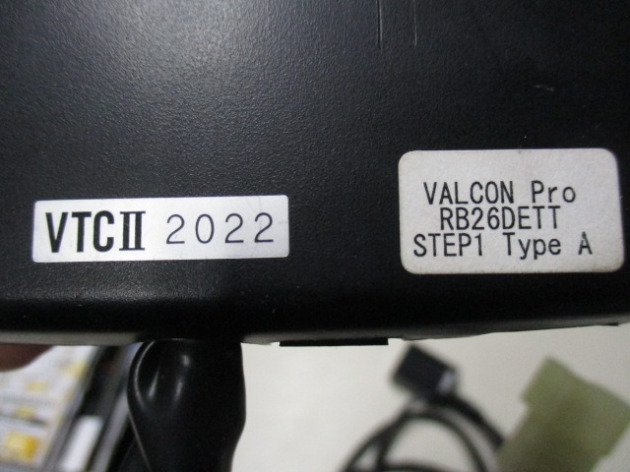 VTCⅡ 2022
VALCON Pro
RB26DETT
STEP1 Type A